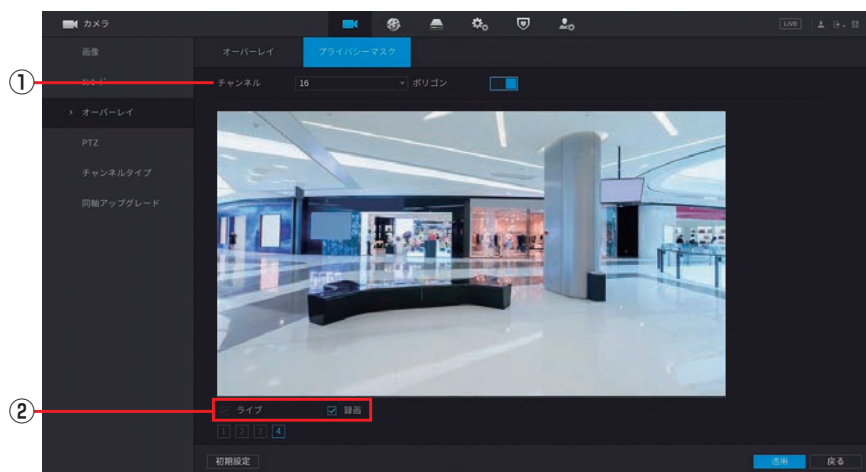 カメラ
LIVE
画像
オーバーレイ
プライバシーマスク
①
チャンネル
16
ポリゴン
オーバーレイ
PTZ
チャンネルタイプ
同軸アップグレード
②
ライブ
録画
1 2 3 4
初期設定
適用
戻る